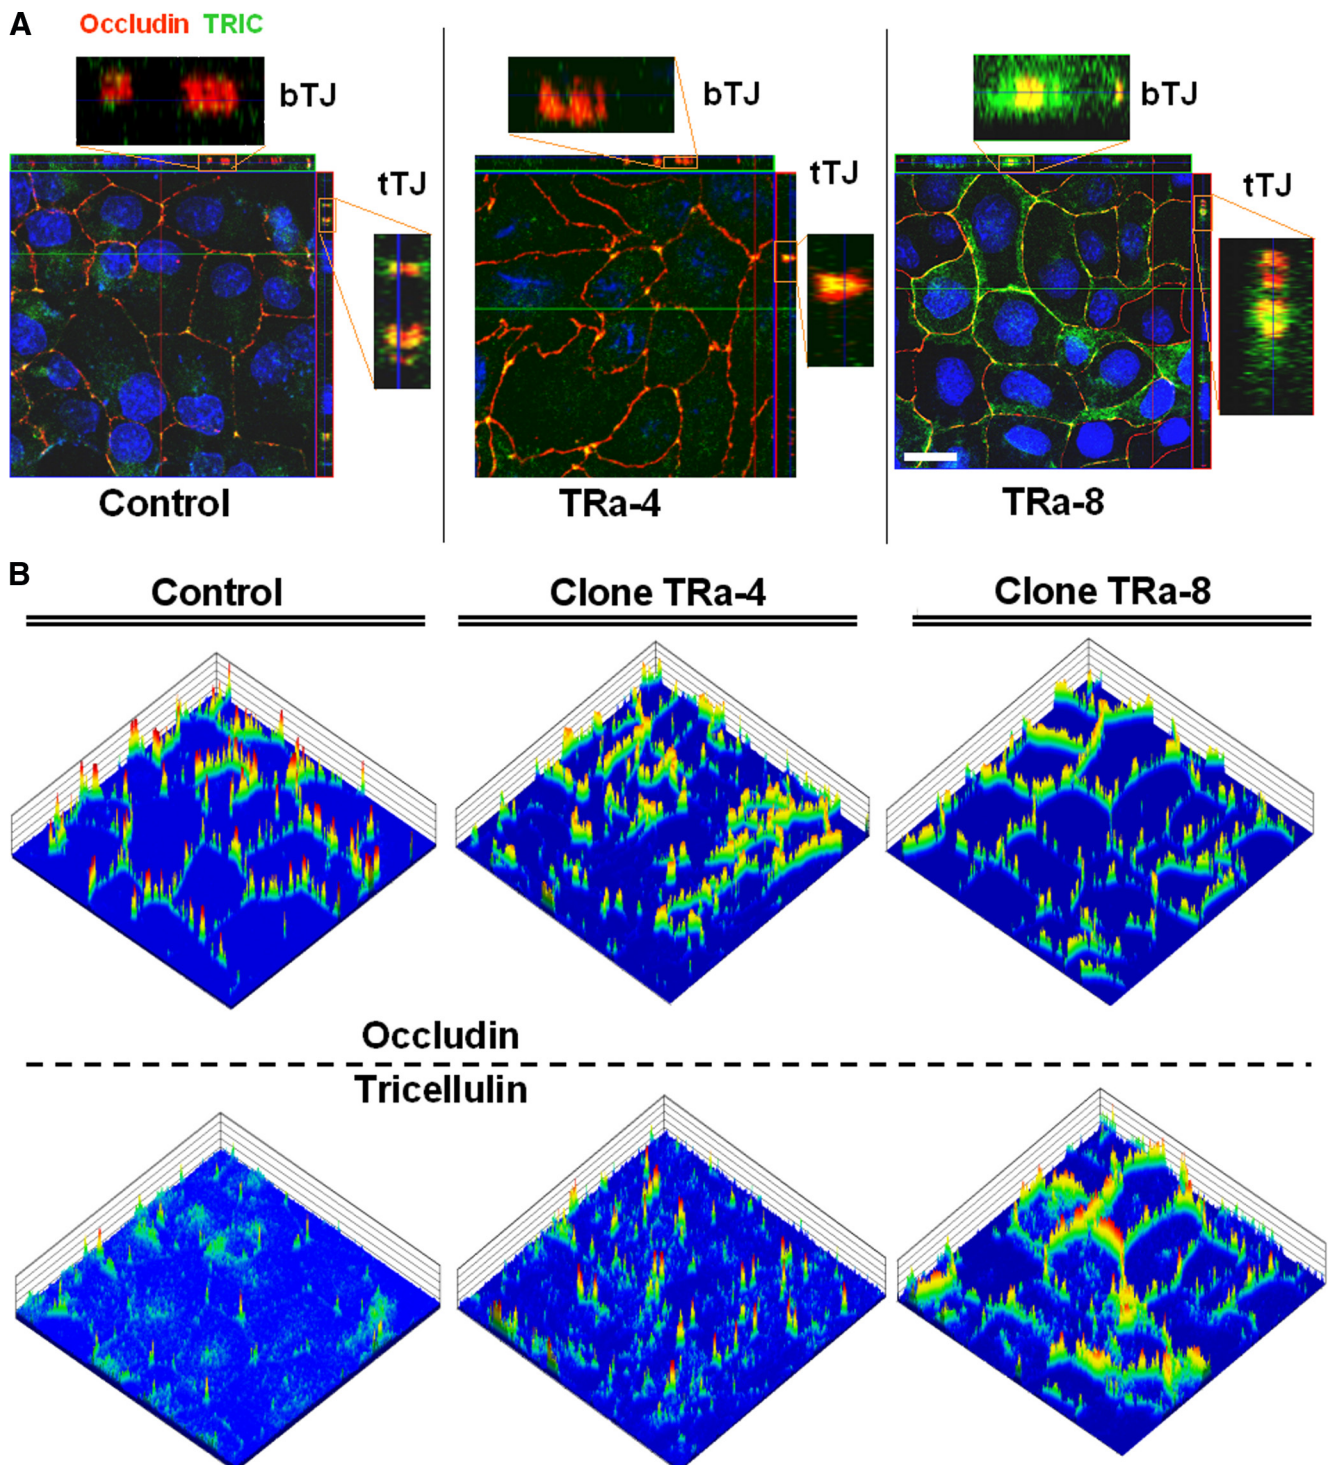 A
Occludin TRIC
bTJ
tTJ
Control
bTJ
tTJ
TRa-4
bTJ
tTJ
TRa-8
B
Control
Clone TRa-4
Clone TRa-8
Occludin
Tricellulin